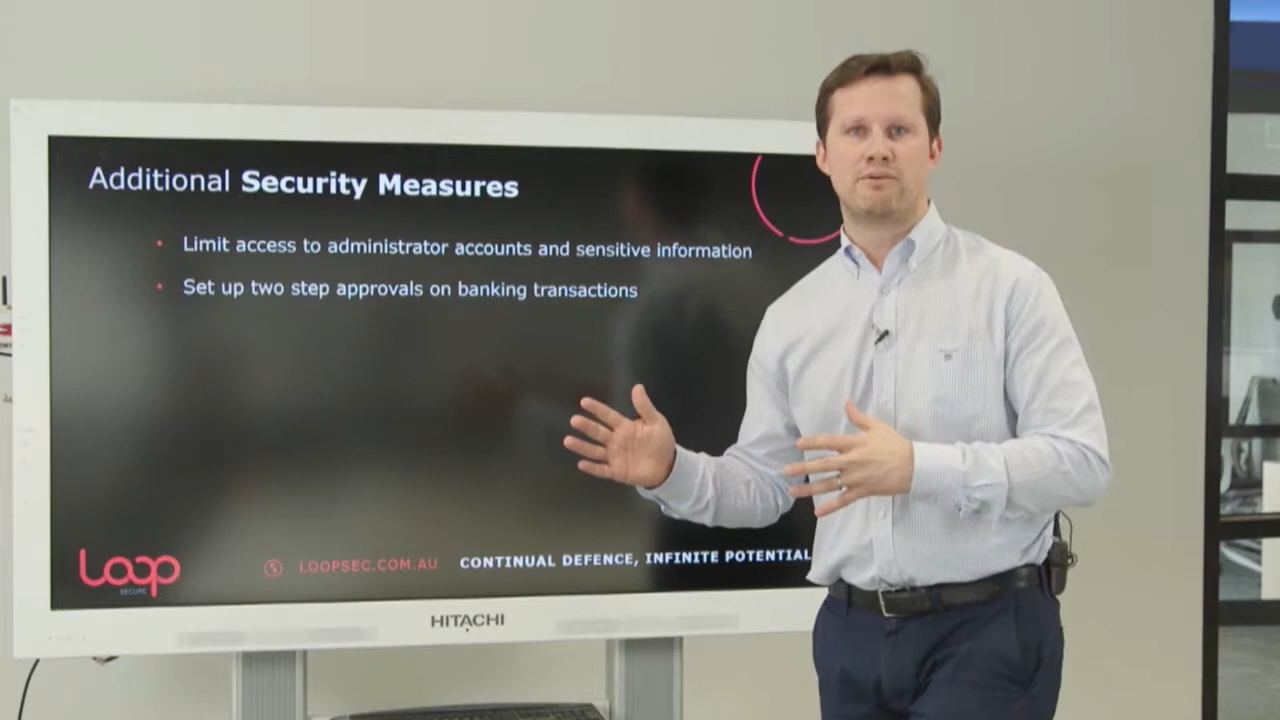 Additional Security Measures
• Limit access to administrator accounts and sensitive information
• Set up two step approvals on banking transactions
Loop
SECURE
LOOPSEC.COM.AU
CONTINUAL DEFENCE, INFINITE POTENTIAL
HITACHI